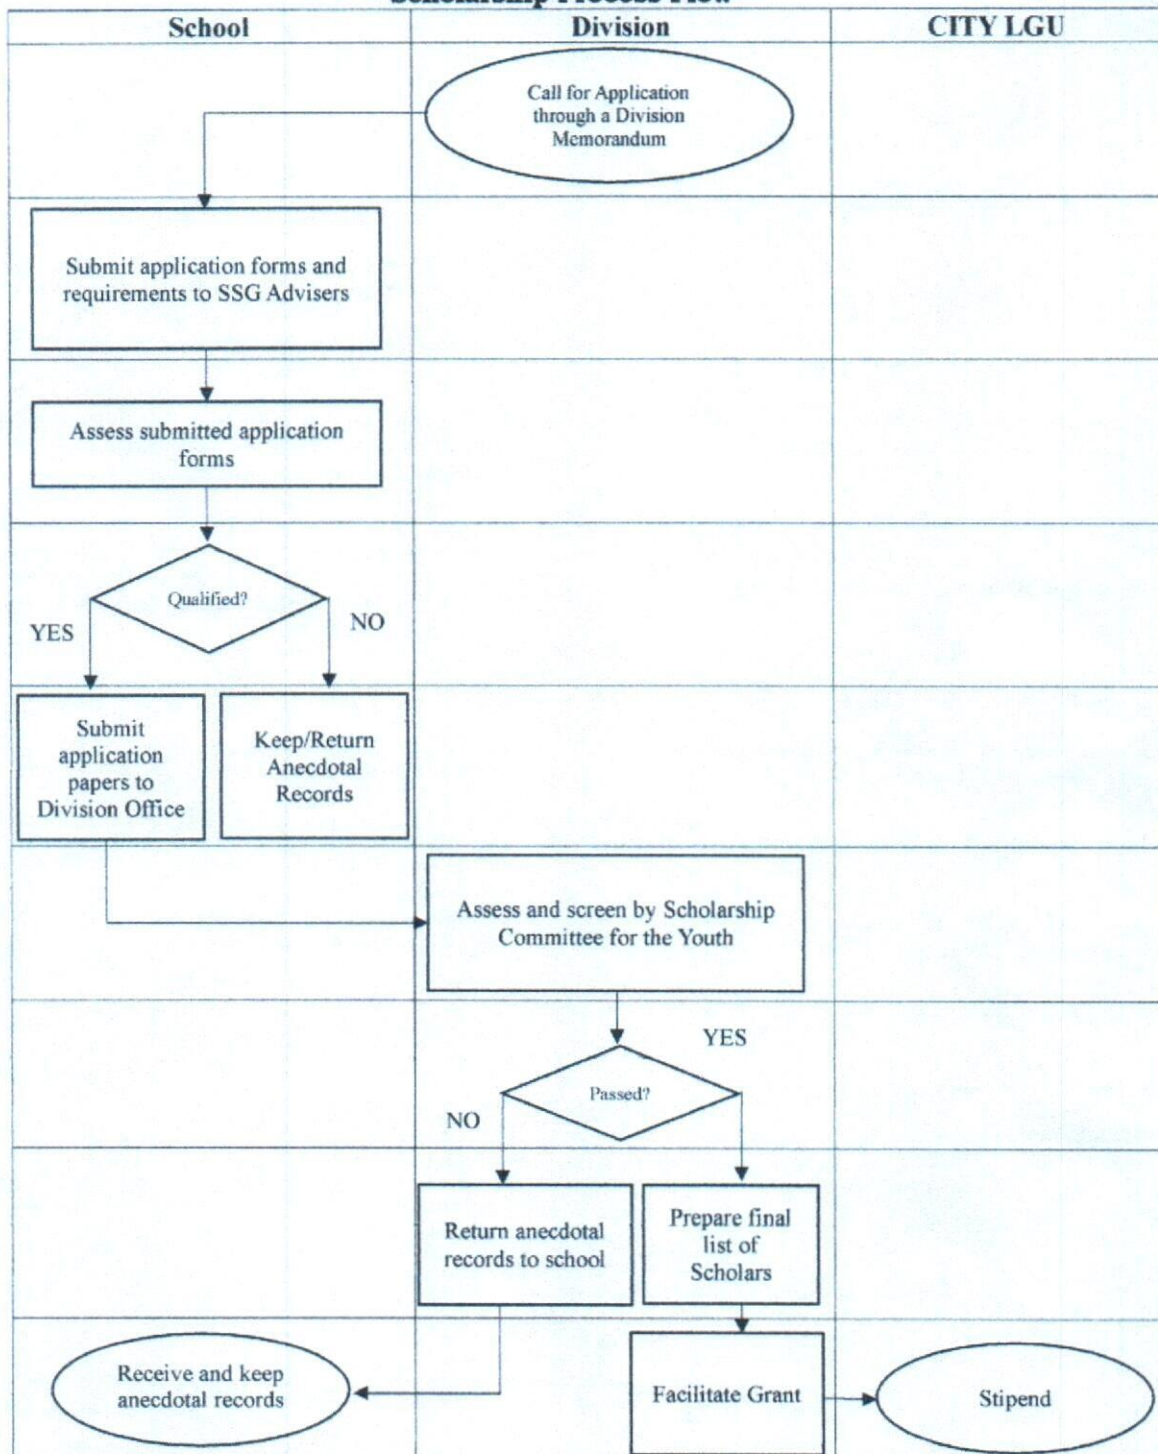 Scholarship Process Flow
School
Division
CITY LGU
Call for Application
through a Division
Memorandum
Submit application forms and
requirements to SSG Advisers
Assess submitted application
forms
Qualified?
YES
NO
Submit
application
papers to
Division Office
Keep/Return
Anecdotal
Records
Assess and screen by Scholarship
Committee for the Youth
YES
Passed?
NO
Return anecdotal
records to school
Prepare final
list of
Scholars
Receive and keep
anecdotal records
Facilitate Grant
Stipend